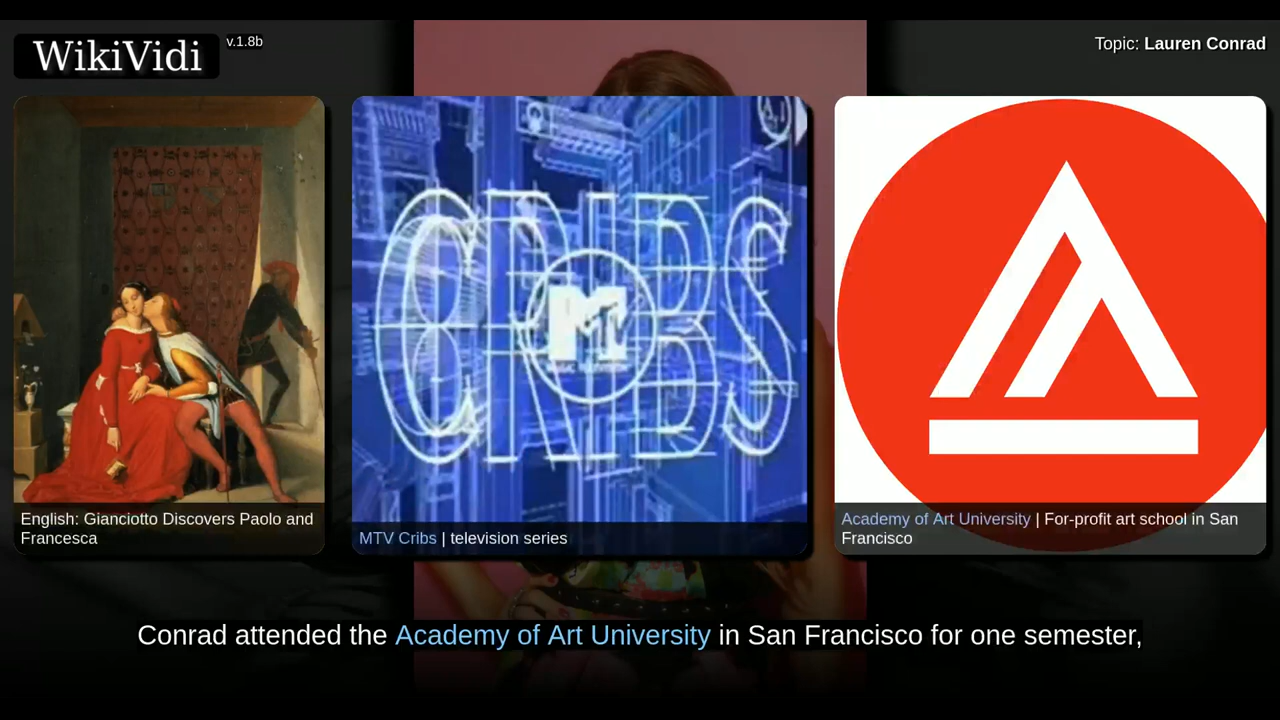 WikiVidi v.1.8b
Topic: Lauren Conrad
CRIBS
MTV
English: Gianciotto Discovers Paolo and
Francesca
MTV Cribs | television series
Academy of Art University | For-profit art school in San
Francisco
Conrad attended the Academy of Art University in San Francisco for one semester,